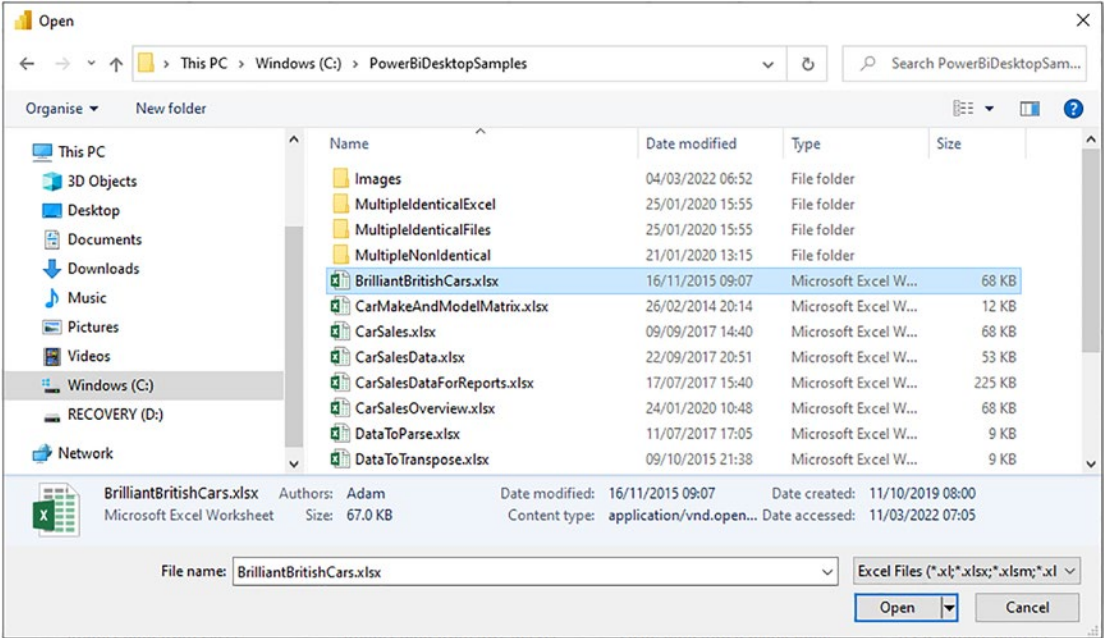 Open
This PC > Windows (C:) > PowerBiDesktopSamples
Search PowerBiDesktopSam...
Organise New folder
Name Date modified Type Size
This PC
3D Objects
Desktop
Documents
Downloads
Music
Pictures
Videos
Windows (C:)
RECOVERY (D:)
Network
Images 04/03/2022 06:52 File folder
MultipleIdenticalExcel 25/01/2020 15:55 File folder
MultipleIdenticalFiles 25/01/2020 15:55 File folder
MultipleNonIdentical 21/01/2020 13:15 File folder
BrilliantBritishCars.xlsx 16/11/2015 09:07 Microsoft Excel W... 68 KB
CarMakeAndModelMatrix.xlsx 26/02/2014 20:14 Microsoft Excel W... 12 KB
CarSales.xlsx 09/09/2017 14:40 Microsoft Excel W... 68 KB
CarSalesData.xlsx 22/09/2017 20:51 Microsoft Excel W... 53 KB
CarSalesDataForReports.xlsx 17/07/2017 15:40 Microsoft Excel W... 225 KB
CarSalesOverview.xlsx 24/01/2020 10:48 Microsoft Excel W... 68 KB
DataToParse.xlsx 11/07/2017 17:05 Microsoft Excel W... 9 KB
DataToTranspose.xlsx 09/10/2015 21:38 Microsoft Excel W... 9 KB
BrilliantBritishCars.xlsx Authors: Adam Date modified: 16/11/2015 09:07 Date created: 11/10/2019 08:00
Microsoft Excel Worksheet Size: 67.0 KB Content type: application/vnd.open... Date accessed: 11/03/2022 07:05
File name: BrilliantBritishCars.xlsx Excel Files (*.xl;*.xlsx;*.xlsm;*.xl
Open Cancel